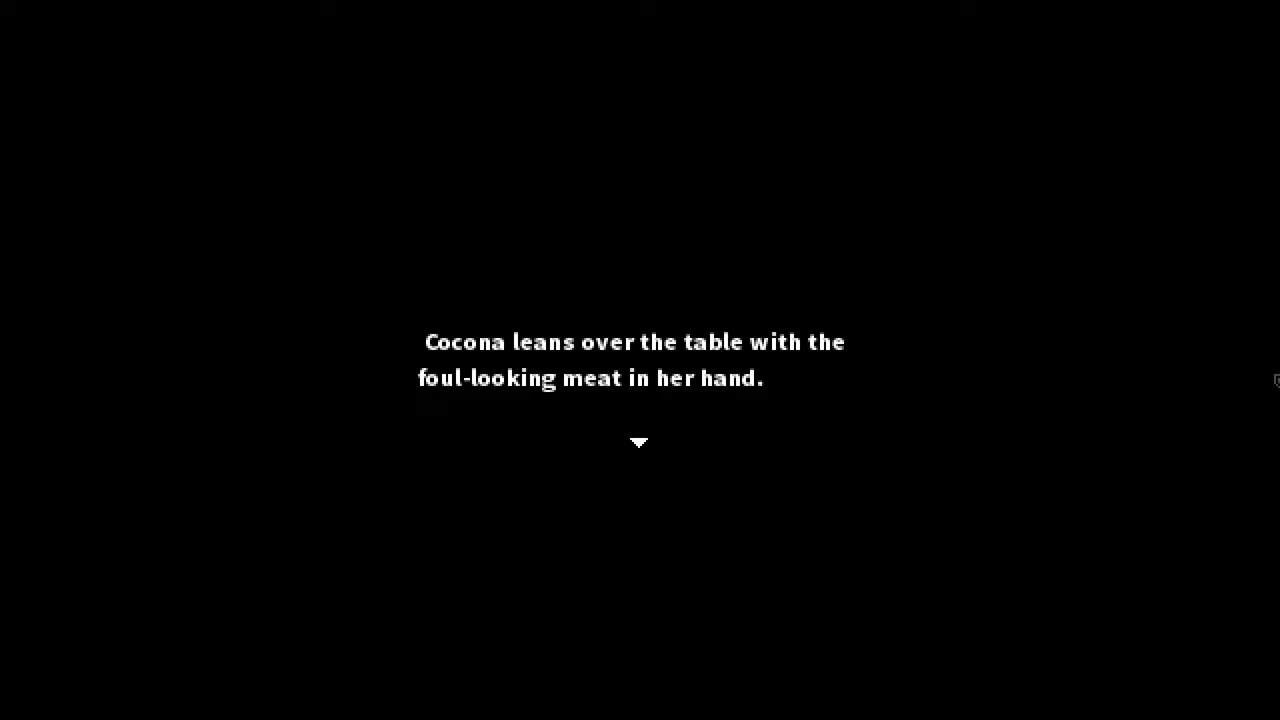 Cocona leans over the table with the
foul-looking meat in her hand.